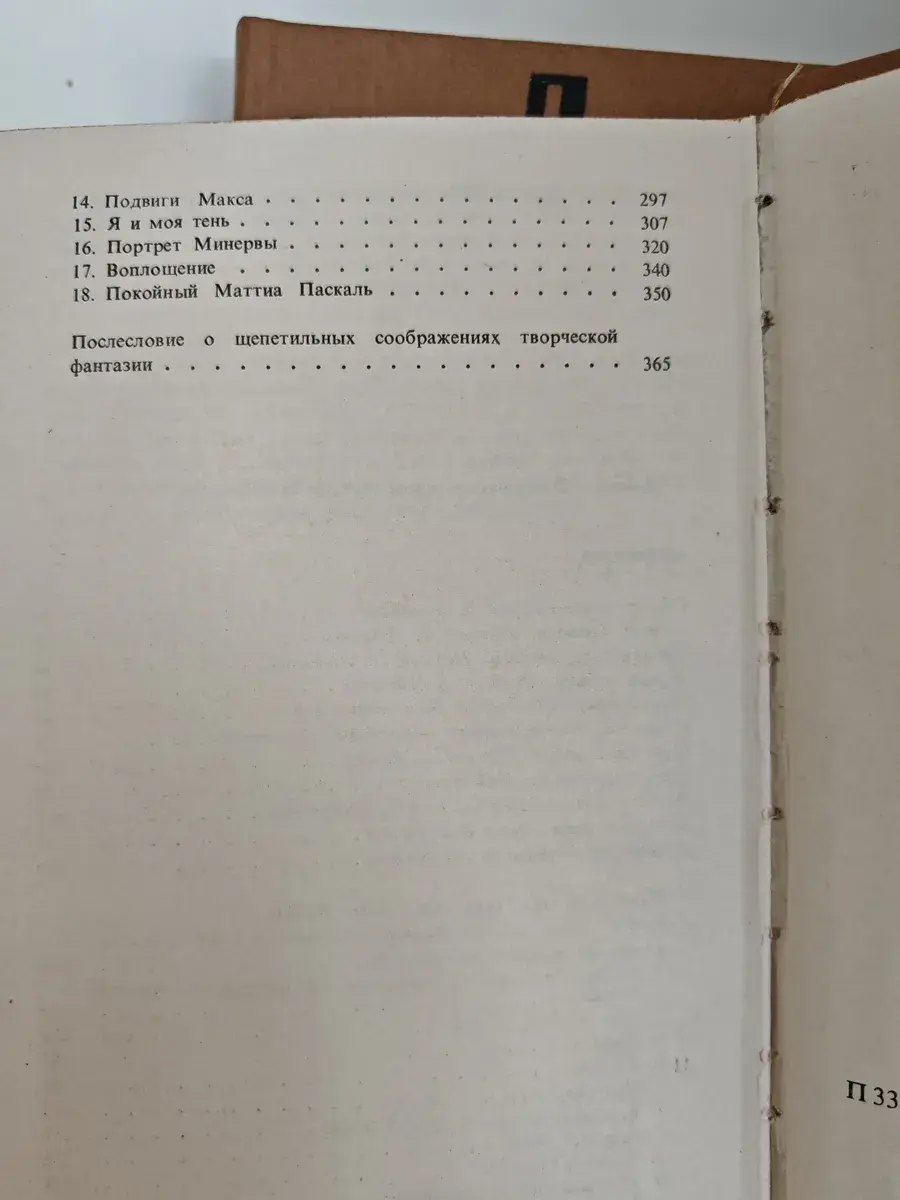 П
14. Подвиги Макса . . . . . . . . . . . . . . . . . 297
15. Я и моя тень . . . . . . . . . . . . . . . . . . 307
16. Портрет Минервы . . . . . . . . . . . . . . . . 320
17. Воплощение . . . . . . . . . . . . . . . . . . 340
18. Покойный Маттиа Паскаль . . . . . . . . . . . . 350
Послесловие о щепетильных соображениях творческой
фантазии . . . . . . . . . . . . . . . . . . . . . . 365
П 33